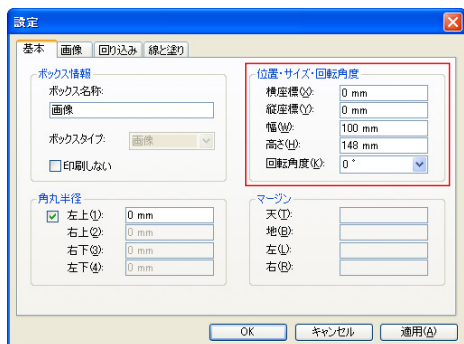 設定
基本 画像 回り込み 線と塗り
ボックス情報
ボックス名称:
画像
ボックスタイプ: 画像
印刷しない
位置・サイズ・回転角度
横座標(X): 0 mm
縦座標(Y): 0 mm
幅(W): 100 mm
高さ(H): 148 mm
回転角度(K): 0 °
角丸半径
左上(1): 0 mm
右上(2): 0 mm
右下(3): 0 mm
左下(4): 0 mm
マージン
天(T):
地(B):
左(L):
右(R):
OK キャンセル 適用(A)